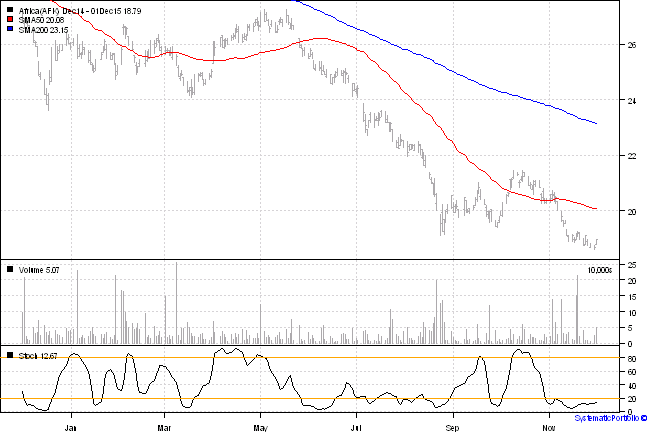 Africa(AFK) Dec14 - 01Dec15 18.79
SMA50 20.08
SMA200 23.15
26
24
22
20
Volume 5.07
10,000s
25
20
15
10
5
0
Stoch 12.67
80
60
40
20
0
Jan Mar May Jul Sep Nov
SystematicPortfolio ©